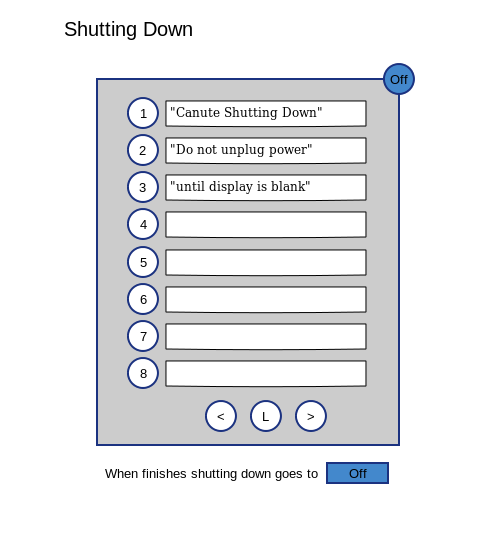 Shutting Down
Off
1 "Canute Shutting Down"
2 "Do not unplug power"
3 "until display is blank"
4
5
6
7
8
< L >
When finishes shutting down goes to Off